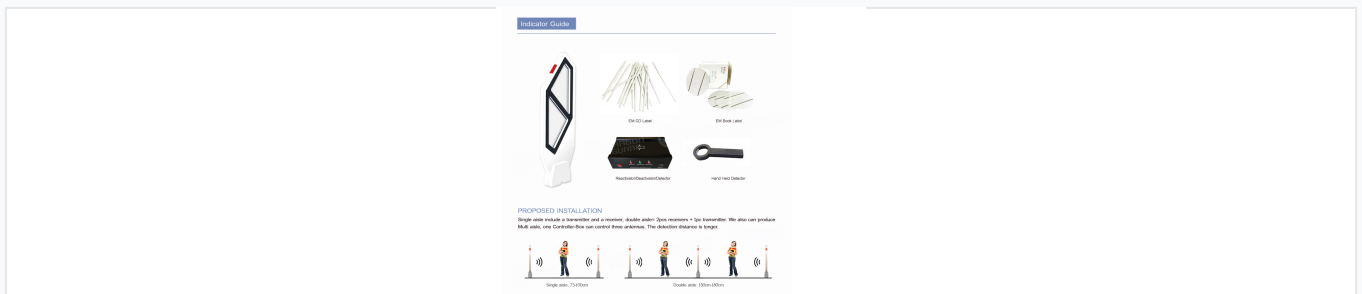 Indicator Guide
EM CD Label
EM Book Label
Reactivator/Deactivator/Detector
Hand Held Detector
PROPOSED INSTALLATION
Single aisle include a transmitter and a receiver, double aisle= 2pcs receivers + 1pc transmitter. We also can produce
Multi aisle, one Controller-Box can control three antennas. The detection distance is longer.
Single aisle: 73-100cm
Double aisle: 130cm-180cm